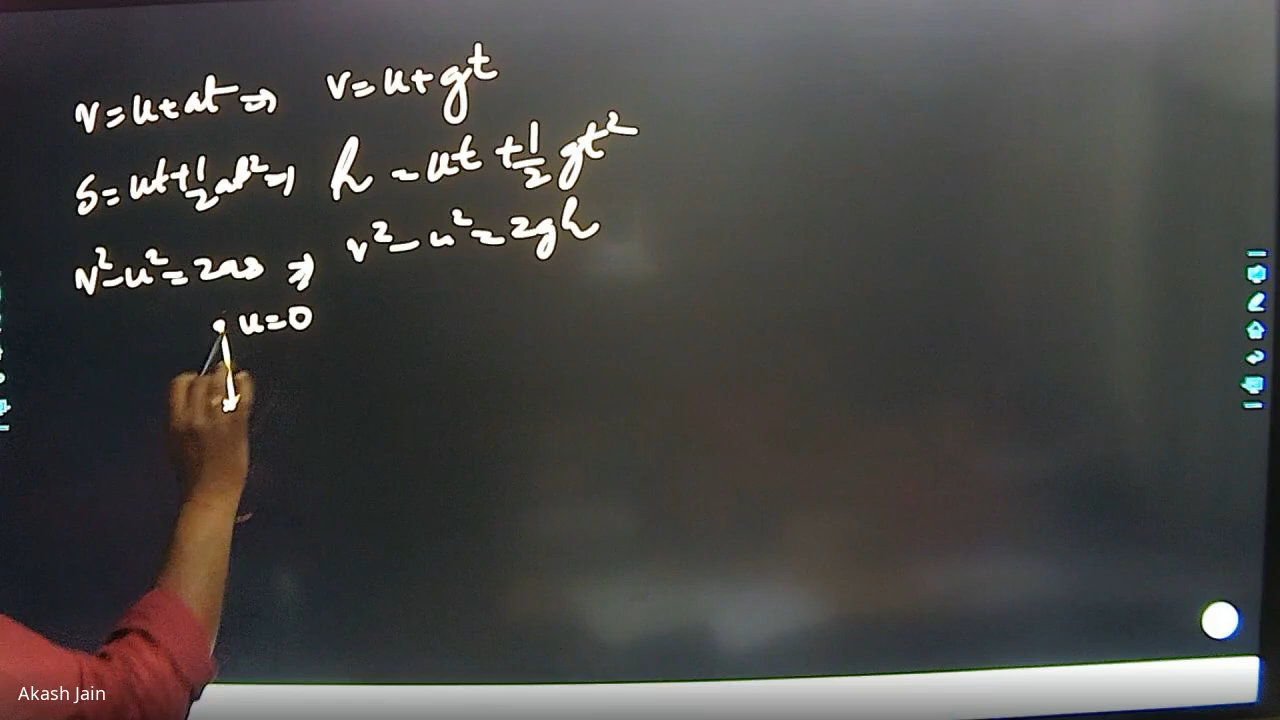 v=u+at ⇒ v=u+gt
s=ut+½at² ⇒ h=ut+½gt²
v²-u²=2as ⇒ v²-u²=2gh
u=0
Akash Jain